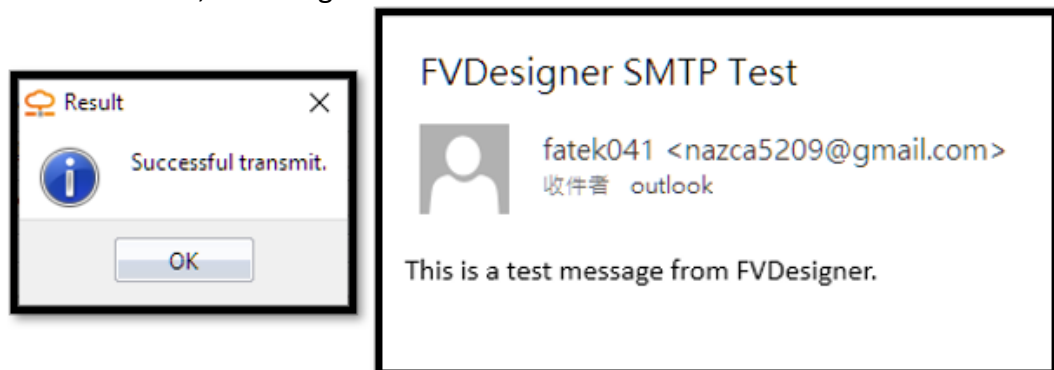 Result
Successful transmit.
OK
FVDesigner SMTP Test
fatek041 <nazca5209@gmail.com>
收件者 outlook
This is a test message from FVDesigner.